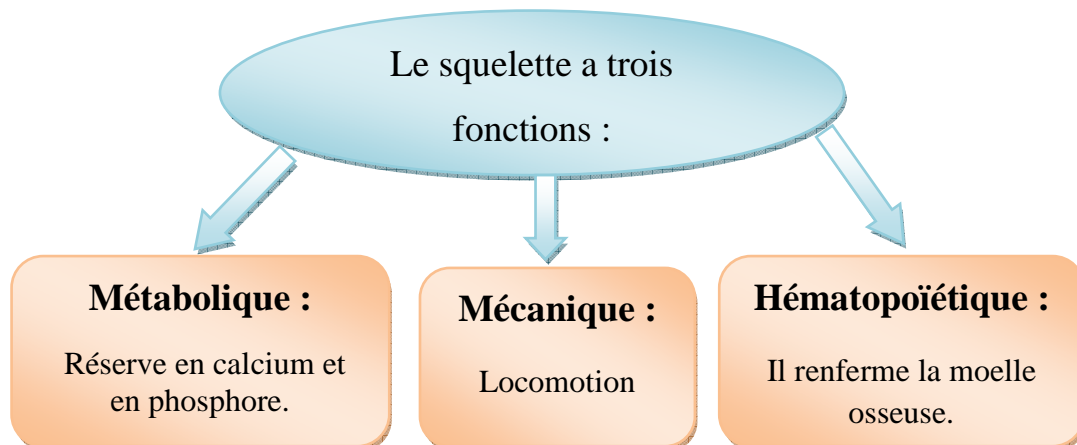 Le squelette a trois
fonctions :
Métabolique :
Réserve en calcium et
en phosphore.
Mécanique :
Locomotion
Hématopoïétique :
Il renferme la moelle
osseuse.